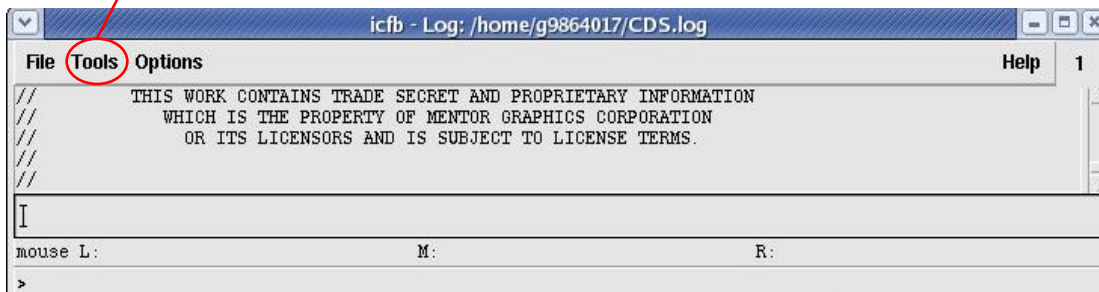 icfb - Log: /home/g9864017/CDS.log
File Tools Options Help 1
// THIS WORK CONTAINS TRADE SECRET AND PROPRIETARY INFORMATION
// WHICH IS THE PROPERTY OF MENTOR GRAPHICS CORPORATION
// OR ITS LICENSORS AND IS SUBJECT TO LICENSE TERMS.
//
//
mouse L: M: R:
>